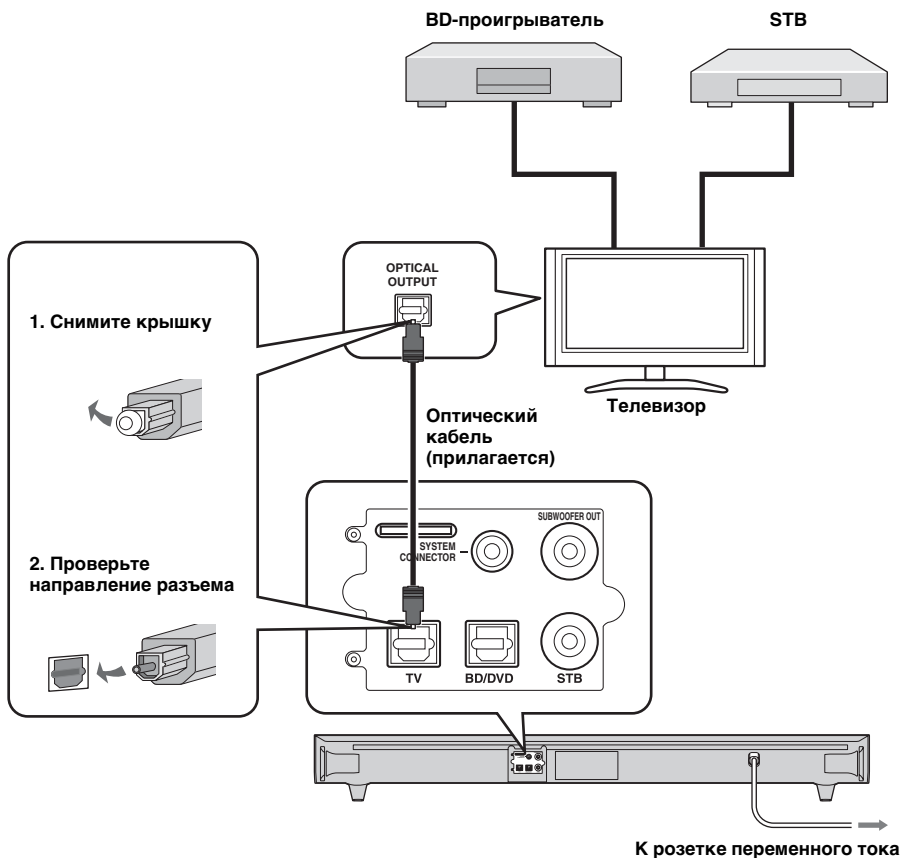 BD-проигрыватель
STB
OPTICAL
OUTPUT
1. Снимите крышку
Телевизор
Оптический
кабель
(прилагается)
SUBWOOFER OUT
SYSTEM
CONNECTOR
2. Проверьте
направление разъема
TV
BD/DVD
STB
К розетке переменного тока